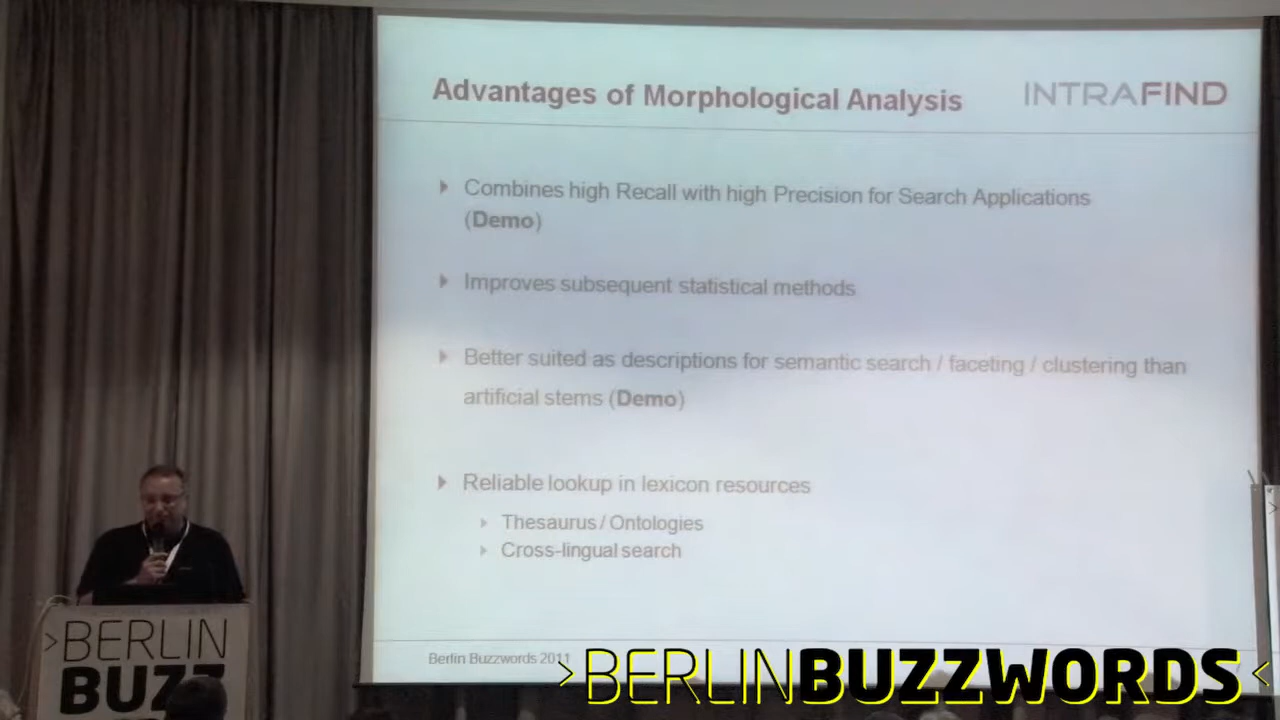 Advantages of Morphological Analysis
INTRAFIND
Combines high Recall with high Precision for Search Applications
(Demo)
Improves subsequent statistical methods
Better suited as descriptions for semantic search / faceting / clustering than
artificial stems (Demo)
Reliable lookup in lexicon resources
Thesaurus / Ontologies
Cross-lingual search
Berlin Buzzwords 2011
>BERLINBUZZWORDS<
>BERLIN
BUZZ